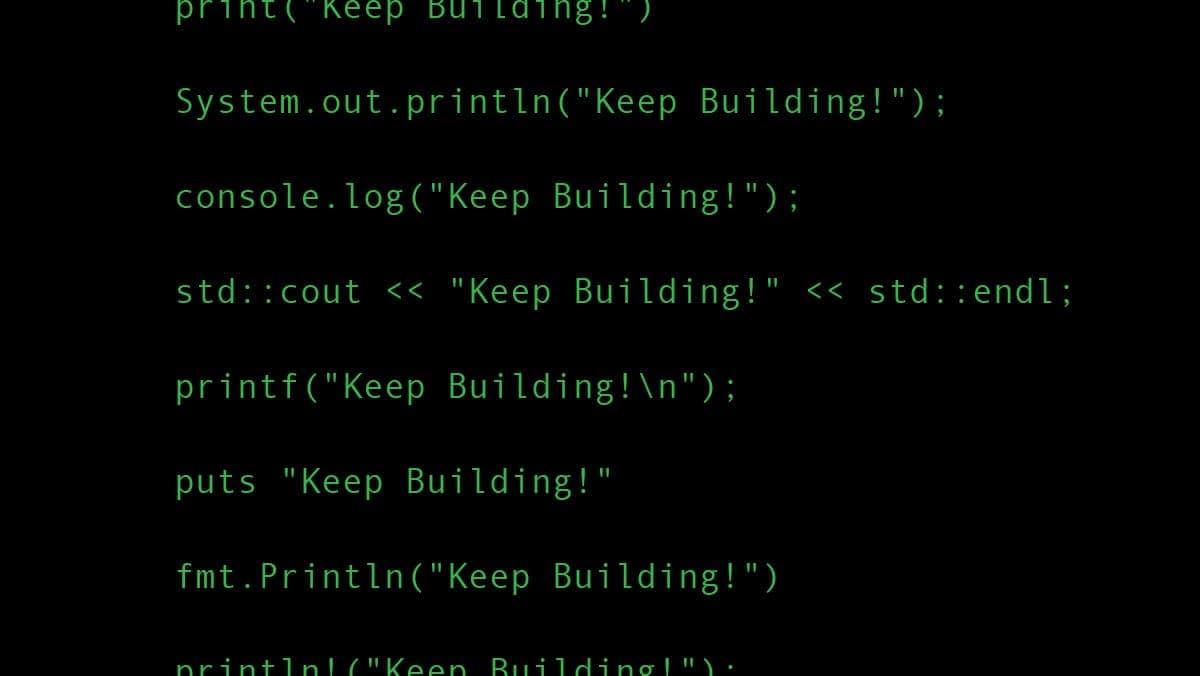 print("Keep Building!")
System.out.println("Keep Building!");
console.log("Keep Building!");
std::cout << "Keep Building!" << std::endl;
printf("Keep Building!\n");
puts "Keep Building!"
fmt.Println("Keep Building!")
println!("Keep Building!");